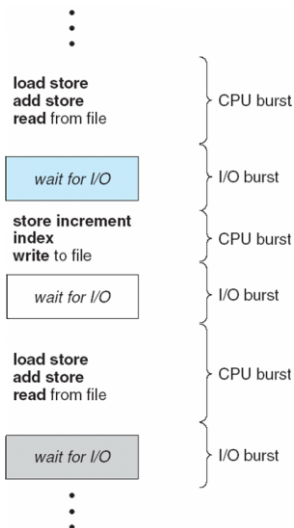 load store
add store
read from file
CPU burst
wait for I/O
I/O burst
store increment
index
write to file
CPU burst
wait for I/O
I/O burst
load store
add store
read from file
CPU burst
wait for I/O
I/O burst